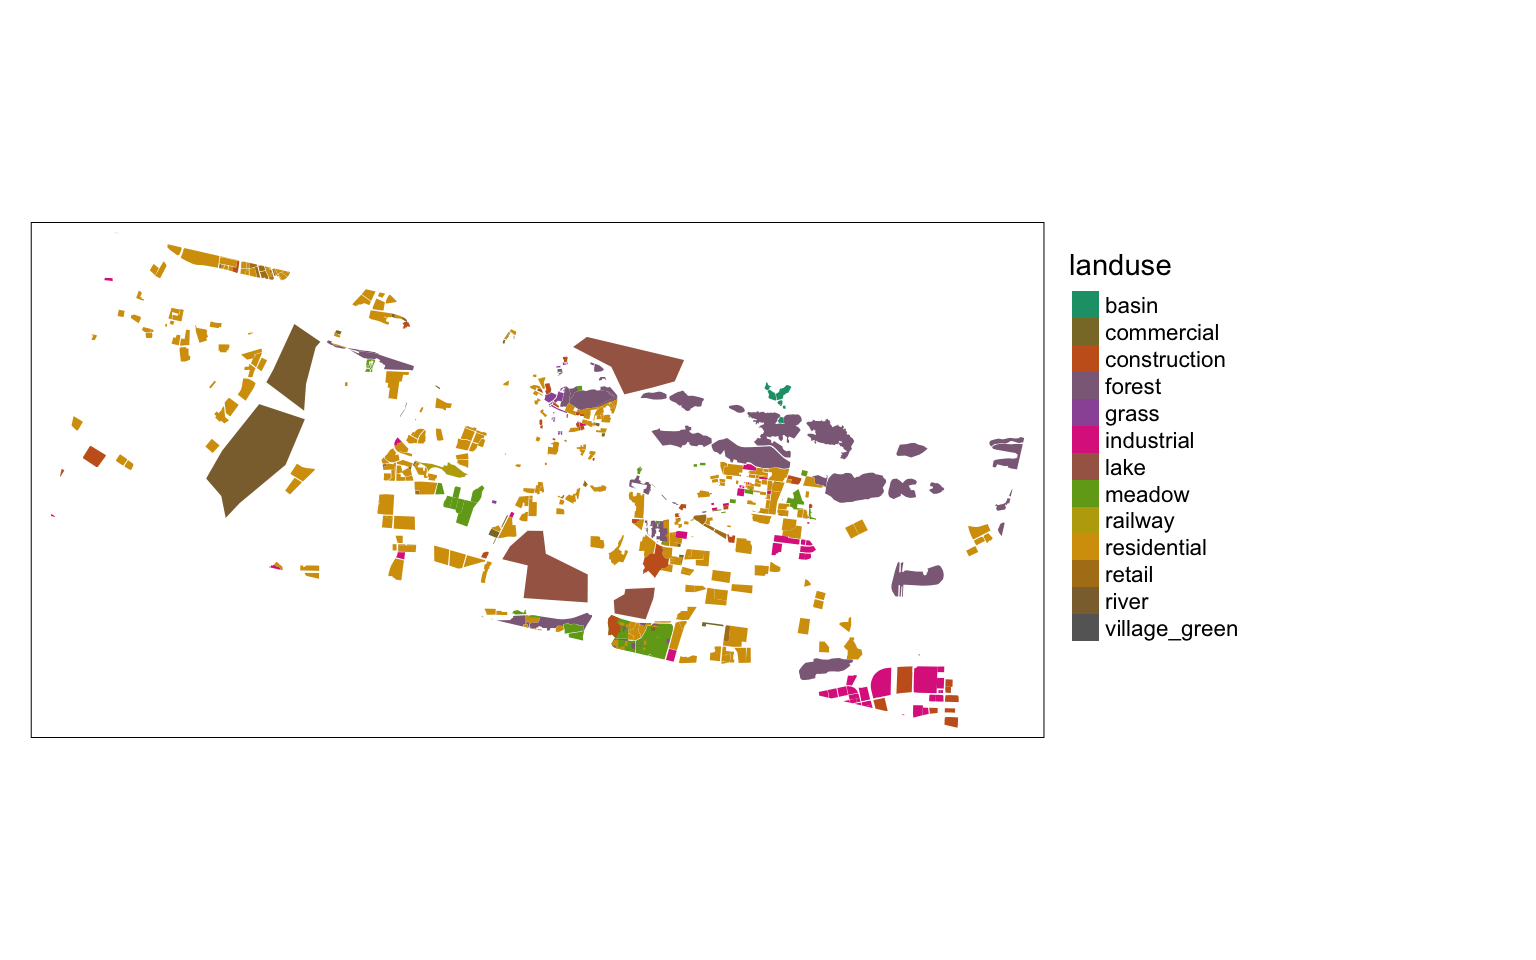 landuse
basin
commercial
construction
forest
grass
industrial
lake
meadow
railway
residential
retail
river
village_green